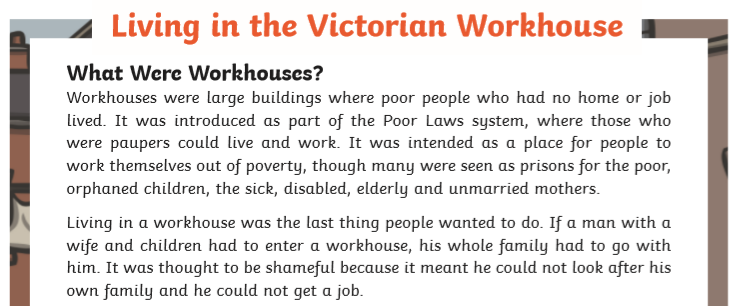 Living in the Victorian Workhouse
What Were Workhouses?
Workhouses were large buildings where poor people who had no home or job
lived. It was introduced as part of the Poor Laws system, where those who
were paupers could live and work. It was intended as a place for people to
work themselves out of poverty, though many were seen as prisons for the poor,
orphaned children, the sick, disabled, elderly and unmarried mothers.
Living in a workhouse was the last thing people wanted to do. If a man with a
wife and children had to enter a workhouse, his whole family had to go with
him. It was thought to be shameful because it meant he could not look after his
own family and he could not get a job.